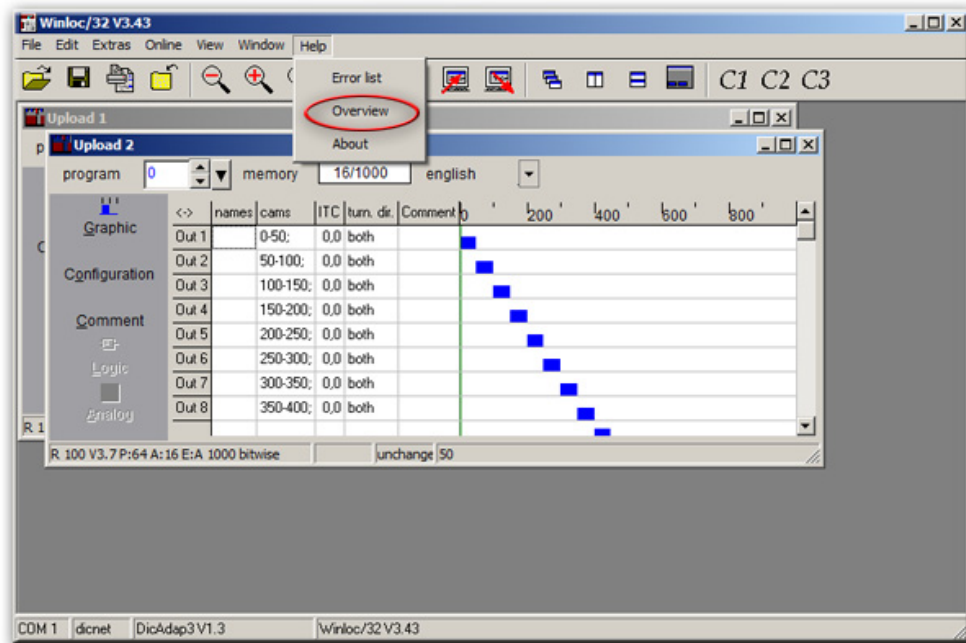 Winloc/32 V3.43
File Edit Extras Online View Window Help
Error list
Overview
About
C1 C2 C3
Upload 1
p
Upload 2
program 0 memory 16/1000 english
Graphic
Configuration
Comment
Logic
Analog
<-> names cams ITC turn. dir. Comment 0 ' 200 ' 400 ' 600 ' 800 '
Out 1 0-50; 0,0 both
Out 2 50-100; 0,0 both
Out 3 100-150; 0,0 both
Out 4 150-200; 0,0 both
Out 5 200-250; 0,0 both
Out 6 250-300; 0,0 both
Out 7 300-350; 0,0 both
Out 8 350-400; 0,0 both
C
R 1
R 100 V3.7 P:64 A:16 E:A 1000 bitwise unchange 50
COM 1 dicnet DicAdap3 V1.3 Winloc/32 V3.43